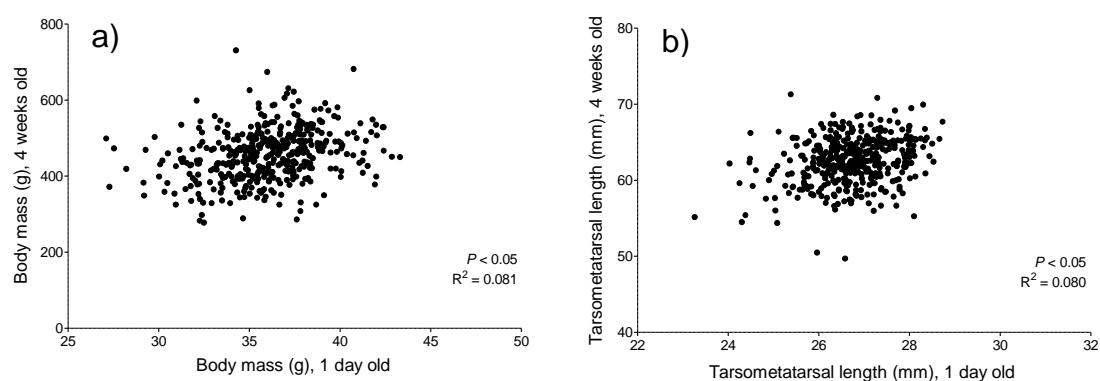 a)
Body mass (g), 4 weeks old
800
600
400
200
0
P < 0.05
R² = 0.081
25
30
35
40
45
50
Body mass (g), 1 day old
b)
Tarsometatarsal length (mm), 4 weeks old
80
70
60
50
40
P < 0.05
R² = 0.080
22
24
26
28
30
32
Tarsometatarsal length (mm), 1 day old